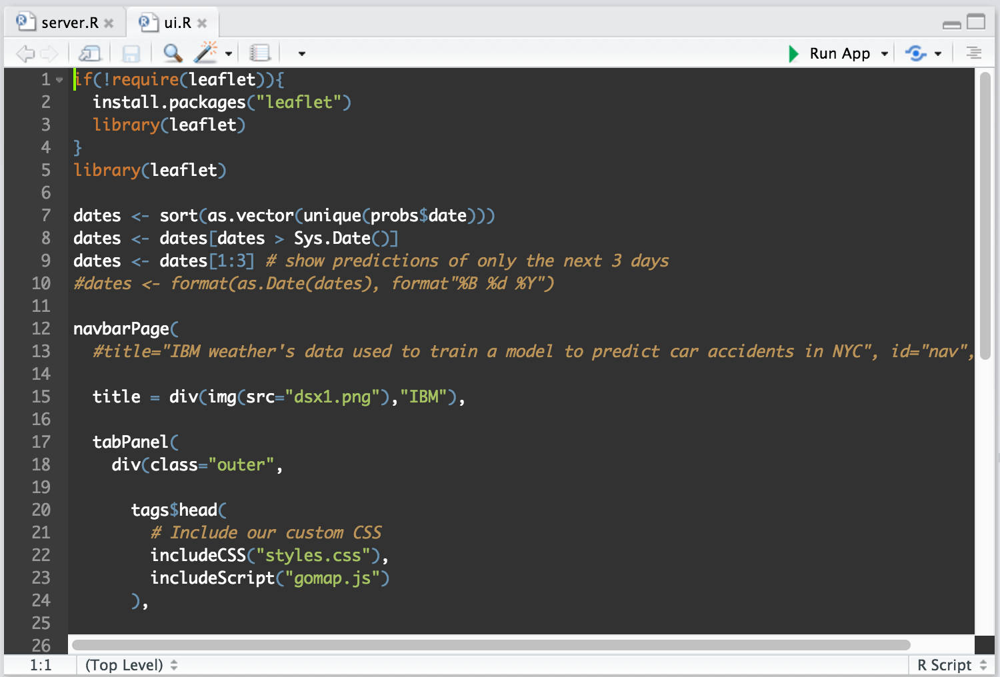 server.R ui.R
Run App
1 if(!require(leaflet)){
2   install.packages("leaflet")
3   library(leaflet)
4 }
5 library(leaflet)
6
7 dates <- sort(as.vector(unique(probs$date)))
8 dates <- dates[dates > Sys.Date()]
9 dates <- dates[1:3] # show predictions of only the next 3 days
10 #dates <- format(as.Date(dates), format"%B %d %Y")
11
12 navbarPage(
13   #title="IBM weather's data used to train a model to predict car accidents in NYC", id="nav",
14
15   title = div(img(src="dsx1.png"),"IBM"),
16
17   tabPanel(
18     div(class="outer",
19
20       tags$head(
21         # Include our custom CSS
22         includeCSS("styles.css"),
23         includeScript("gomap.js")
24       ),
25
26
1:1 (Top Level) R Script